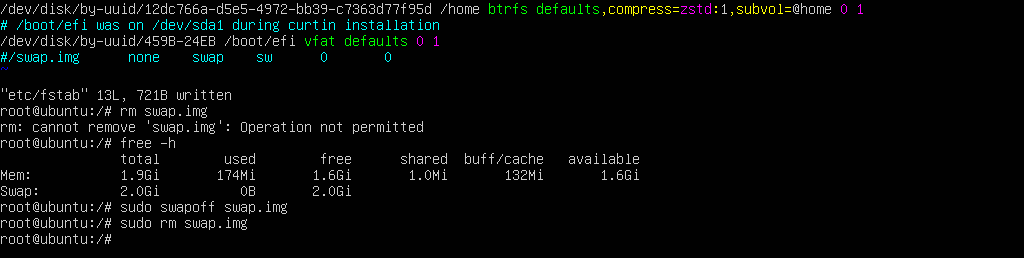 /dev/disk/by-uuid/12dc766a-d5e5-4972-bb39-c7363d77f95d /home btrfs defaults,compress=zstd:1,subvol=@home 0 1
# /boot/efi was on /dev/sda1 during curtin installation
/dev/disk/by-uuid/459B-24EB /boot/efi vfat defaults 0 1
#/swap.img      none    swap    sw      0       0
~
"etc/fstab" 13L, 721B written
root@ubuntu:/# rm swap.img
rm: cannot remove 'swap.img': Operation not permitted
root@ubuntu:/# free -h
               total        used        free      shared  buff/cache   available
Mem:           1.9Gi       174Mi       1.6Gi       1.0Mi       132Mi       1.6Gi
Swap:          2.0Gi          0B       2.0Gi
root@ubuntu:/# sudo swapoff swap.img
root@ubuntu:/# sudo rm swap.img
root@ubuntu:/#